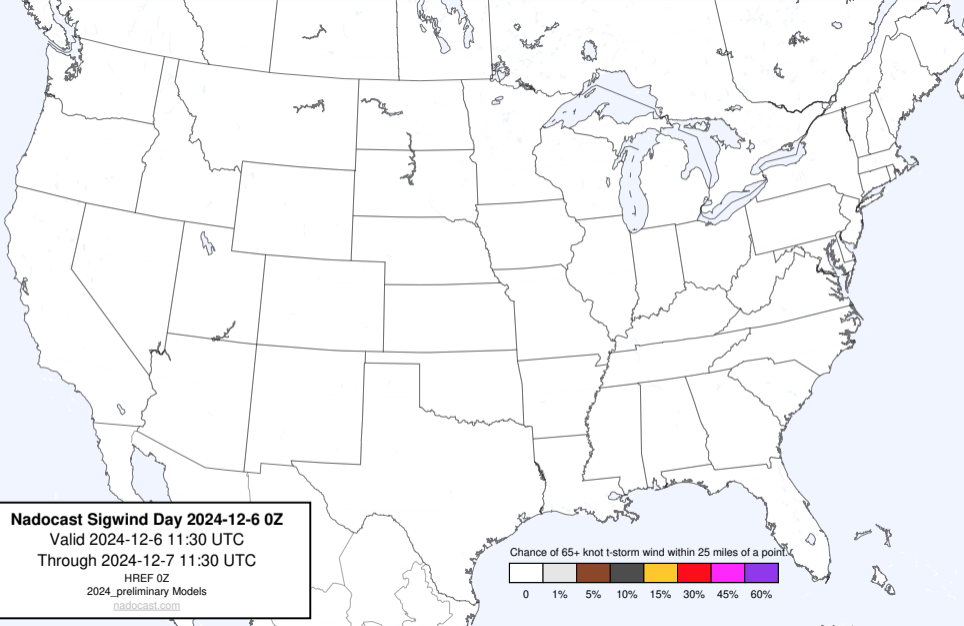 Nadocast Sigwind Day 2024-12-6 0Z
Valid 2024-12-6 11:30 UTC
Through 2024-12-7 11:30 UTC
HREF 0Z
2024_preliminary Models
nadocast.com
Chance of 65+ knot t-storm wind within 25 miles of a point.
0 1% 5% 10% 15% 30% 45% 60%